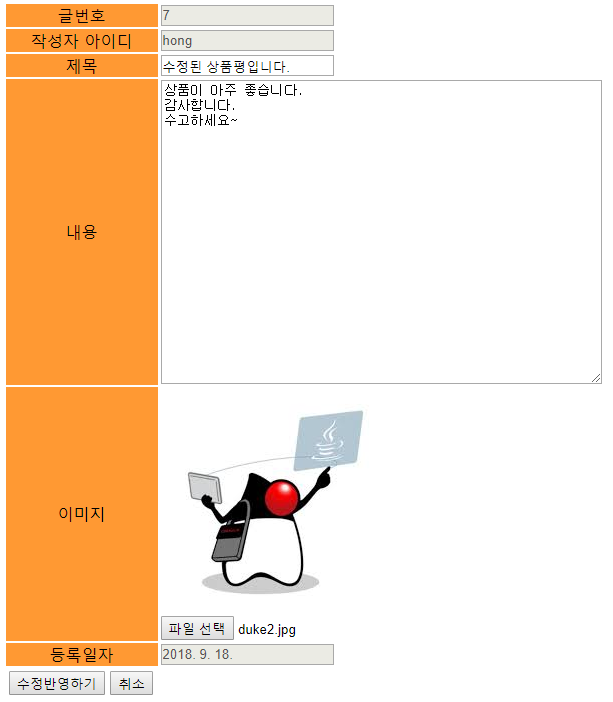 글번호 7
작성자 아이디 hong
제목 수정된 상품평입니다.
내용
상품이 아주 좋습니다.
감사합니다.
수고하세요~
이미지
파일 선택 duke2.jpg
등록일자 2018. 9. 18.
수정반영하기 취소